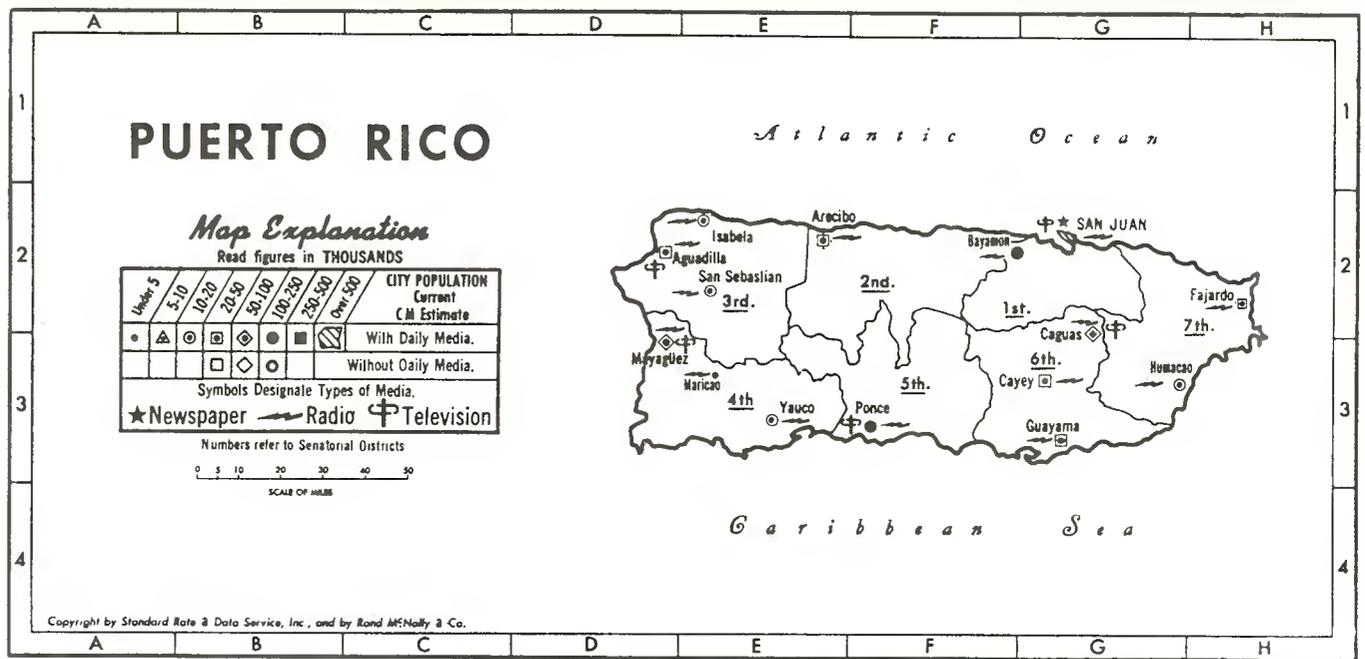 A B C D E F G H
1 1
Atlantic Ocean
PUERTO RICO
Map Explanation
Read figures in THOUSANDS
Under 5
5-10
10-20
20-50
50-100
100-250
250-500
Over 500
CITY POPULATION
Current
CM Estimate
With Daily Media.
Without Daily Media.
Symbols Designate Types of Media.
★Newspaper Radio Television
Numbers refer to Senatorial Districts
0 5 10 20 30 40 50
SCALE OF MILES
2 2
Isabela
Arecibo
Bayamon
SAN JUAN
Aguadilla
San Sebastian
3rd.
2nd.
1st.
Fajardo
7th.
Caguas
Mayagüez
6th.
Humacao
Maricao
Cayey
5th.
4th
Yauco
Ponce
Guayama
3 3
Caribbean Sea
4 4
Copyright by Standard Rate & Data Service, Inc., and by Rand McNally & Co.
A B C D E F G H